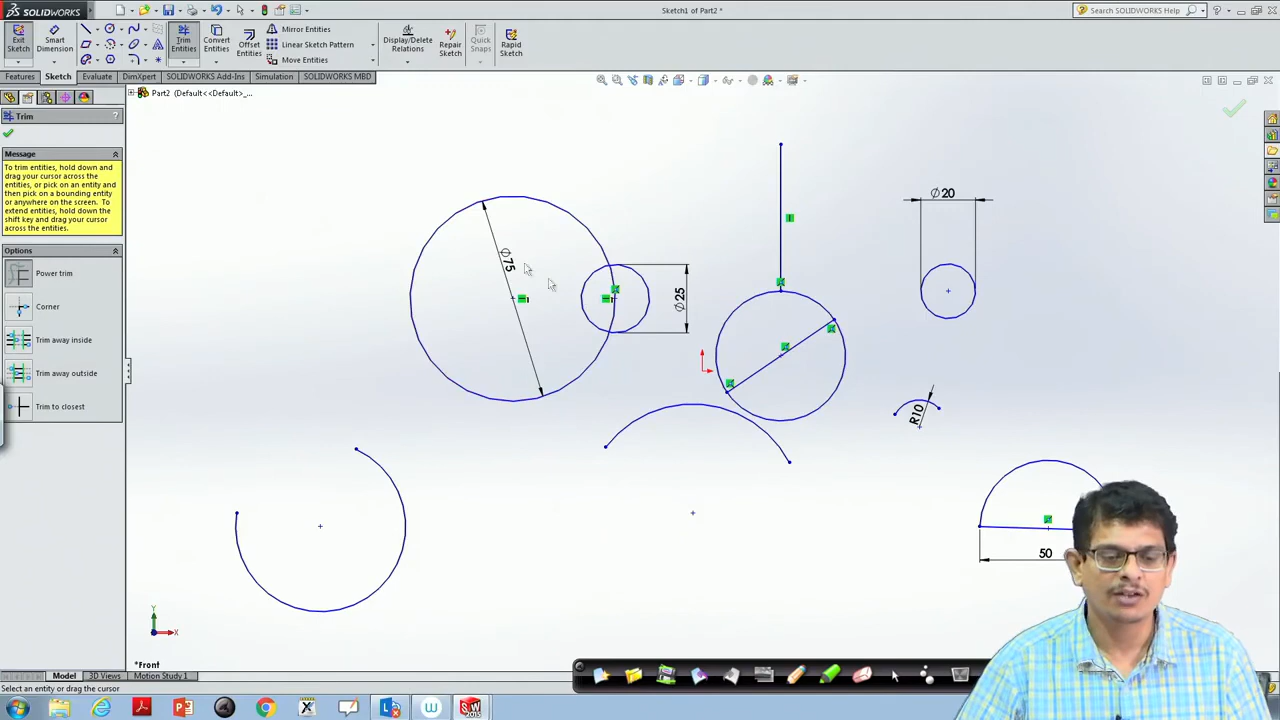 SOLIDWORKS
Sketch1 of Part2 *
Search SOLIDWORKS Help
Exit Sketch
Smart Dimension
Trim Entities
Convert Entities
Offset Entities
Mirror Entities
Linear Sketch Pattern
Move Entities
Display/Delete Relations
Repair Sketch
Quick Snaps
Rapid Sketch
Features
Sketch
Evaluate
DimXpert
SOLIDWORKS Add-Ins
Simulation
SOLIDWORKS MBD
Part2 (Default<<Default>_...
Trim
Message
To trim entities, hold down and
drag your cursor across the
entities, or pick on an entity and
then pick on a bounding entity
or anywhere on the screen. To
extend entities, hold down the
shift key and drag your cursor
across the entities.
Options
Power trim
Corner
Trim away inside
Trim away outside
Trim to closest
Ø75
Ø25
Ø20
R10
50
Y
X
*Front
Model
3D Views
Motion Study 1
Select an entity or drag the cursor